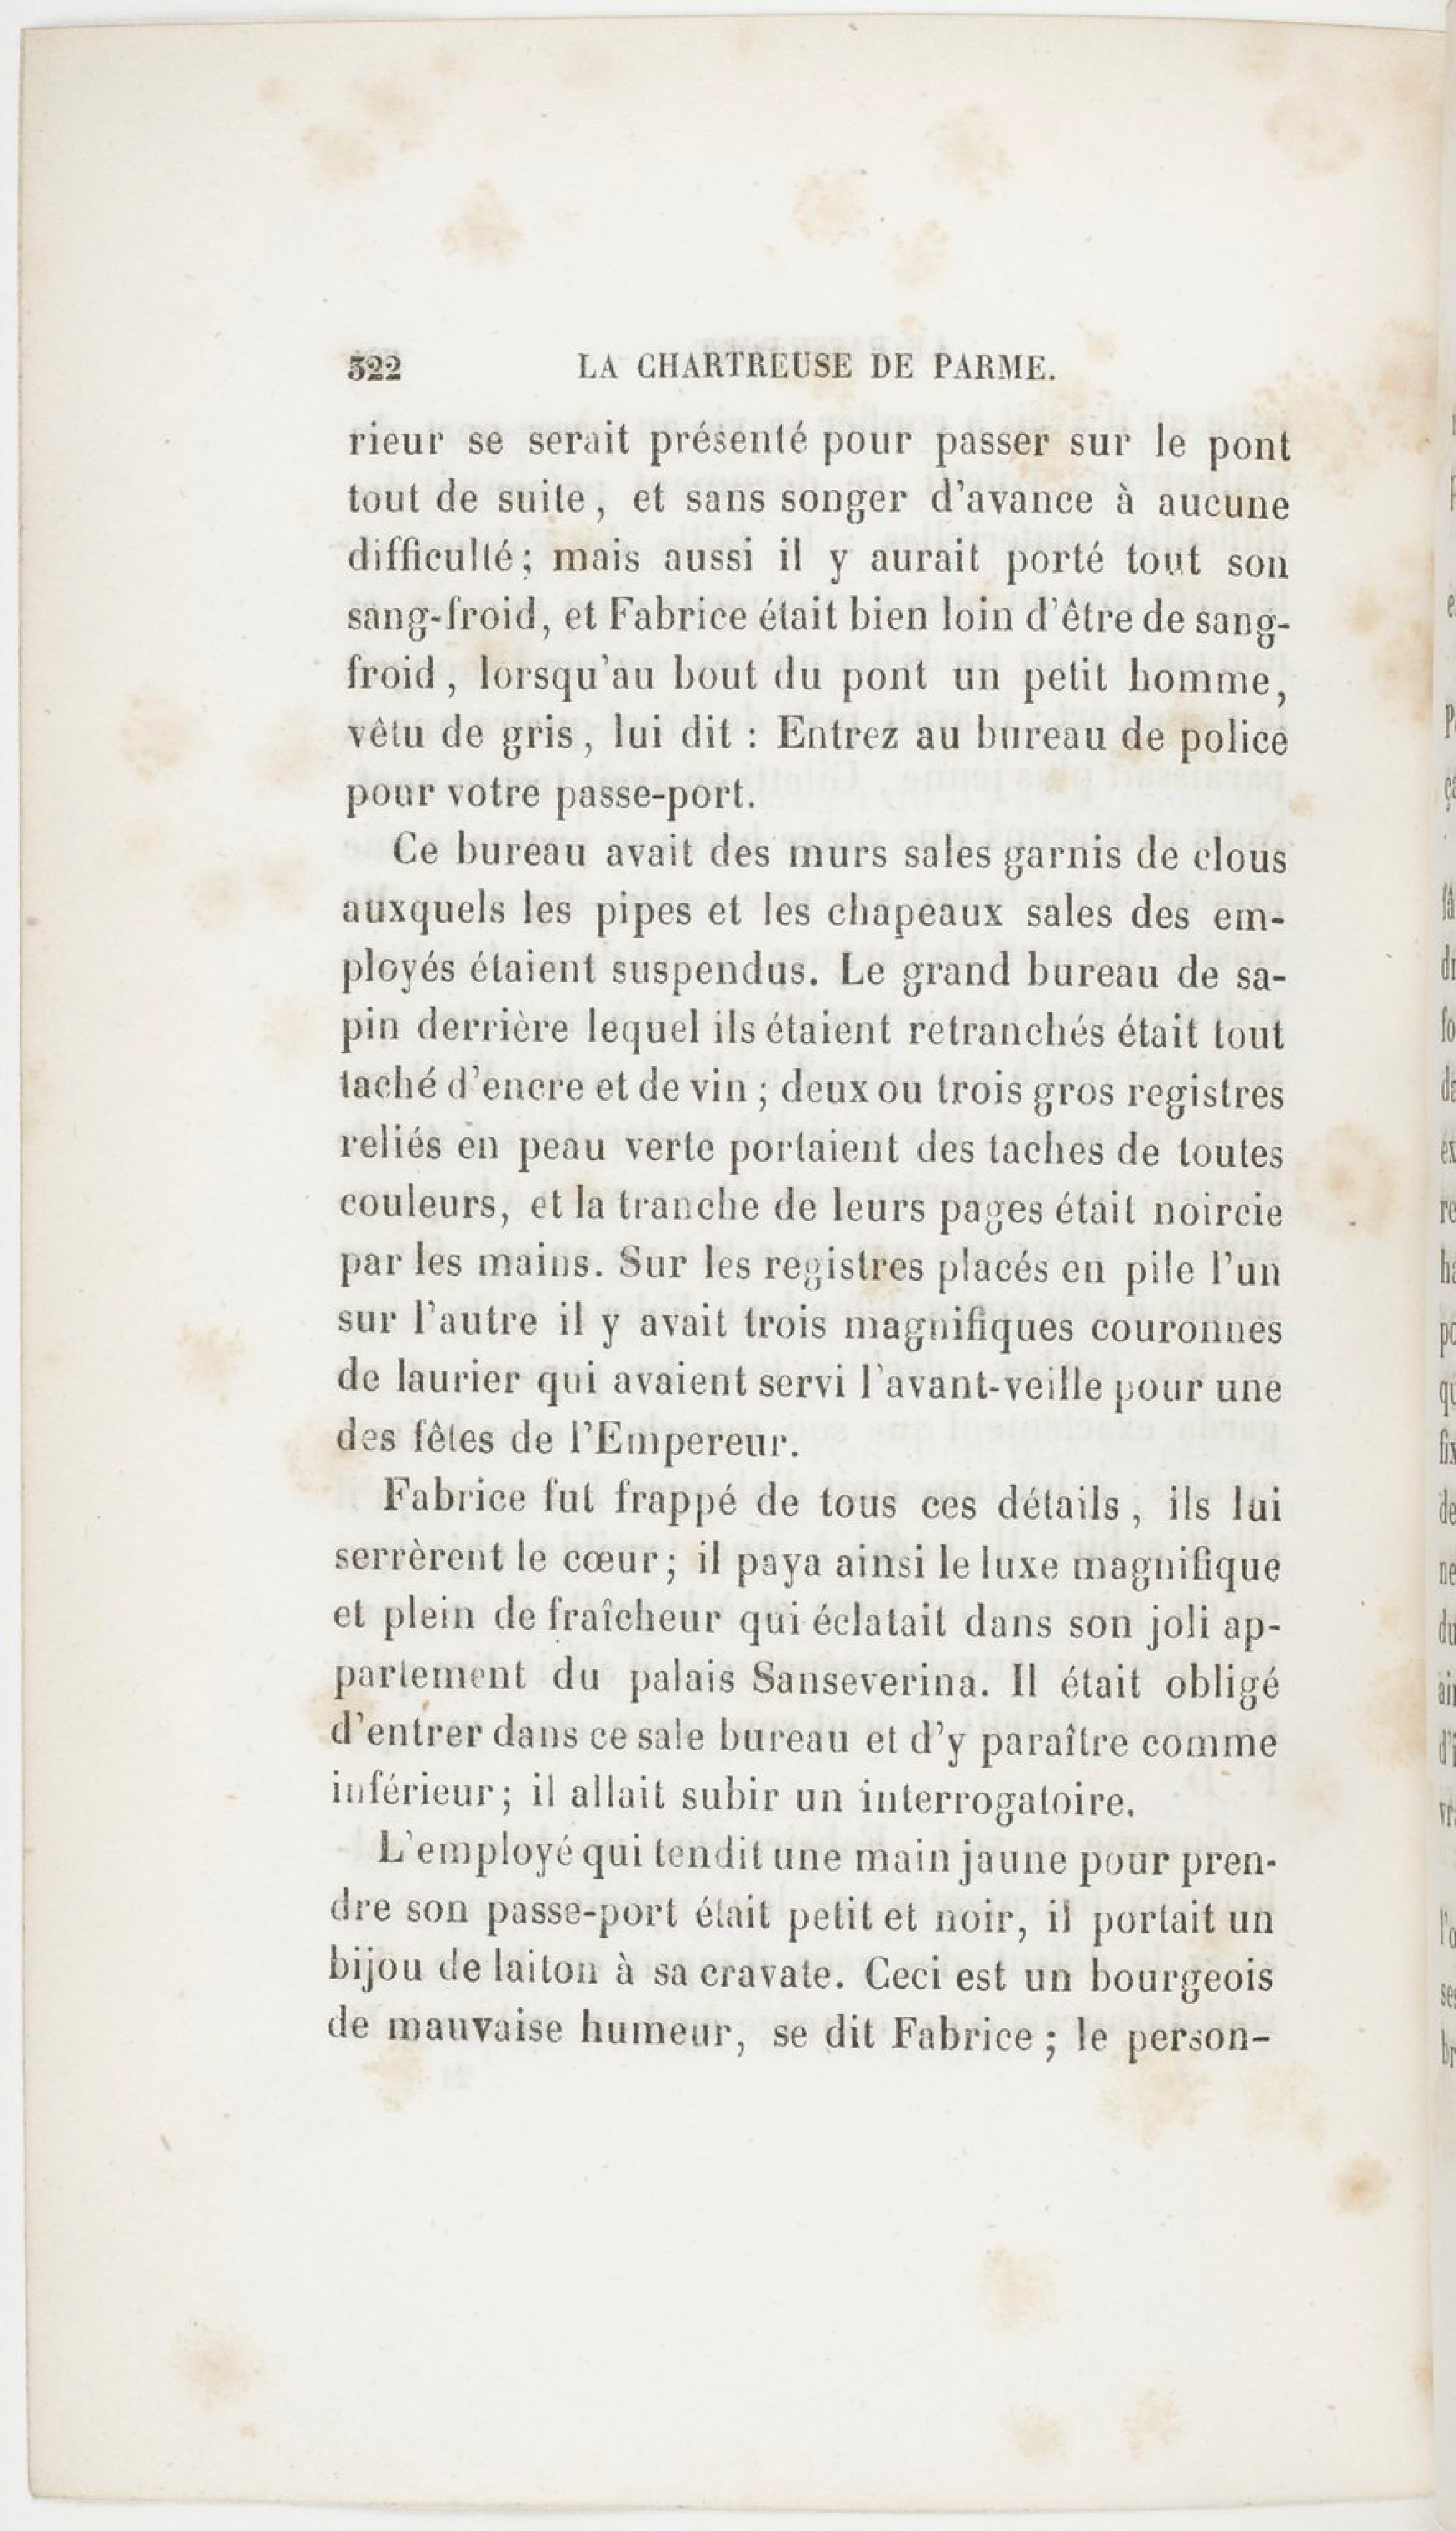 322 LA CHARTREUSE DE PARME.
rieur se serait présenté pour passer sur le pont
tout de suite, et sans songer d'avance à aucune
difficulté; mais aussi il y aurait porté tout son
sang-froid, et Fabrice était bien loin d'être de sang-
froid, lorsqu'au bout du pont un petit homme,
vêtu de gris, lui dit : Entrez au bureau de police
pour votre passe-port.
Ce bureau avait des murs sales garnis de clous
auxquels les pipes et les chapeaux sales des em-
ployés étaient suspendus. Le grand bureau de sa-
pin derrière lequel ils étaient retranchés était tout
taché d'encre et de vin ; deux ou trois gros registres
reliés en peau verte portaient des taches de toutes
couleurs, et la tranche de leurs pages était noircie
par les mains. Sur les registres placés en pile l'un
sur l'autre il y avait trois magnifiques couronnes
de laurier qui avaient servi l'avant-veille pour une
des fêtes de l'Empereur.
Fabrice fut frappé de tous ces détails, ils lui
serrèrent le cœur; il paya ainsi le luxe magnifique
et plein de fraîcheur qui éclatait dans son joli ap-
partement du palais Sanseverina. Il était obligé
d'entrer dans ce sale bureau et d'y paraître comme
inférieur; il allait subir un interrogatoire.
L'employé qui tendit une main jaune pour pren-
dre son passe-port était petit et noir, il portait un
bijou de laiton à sa cravate. Ceci est un bourgeois
de mauvaise humeur, se dit Fabrice ; le person-